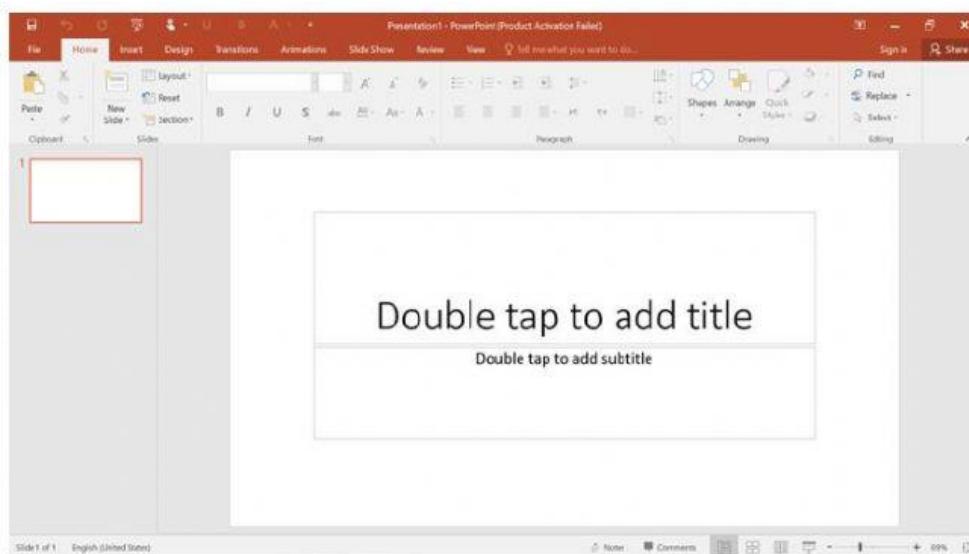 Presentation1 - PowerPoint (Product Activation Failed)
File Home Insert Design Transitions Animations Slide Show Review View Tell me what you want to do... Sign in Share
Paste
New Slide
Layout
Reset
Section
B I U S abc
Shapes Arrange Quick Styles
Find
Replace
Select
Clipboard Slides Font Paragraph Drawing Editing
1
Double tap to add title
Double tap to add subtitle
Slide 1 of 1 English (United States) Notes Comments 69%